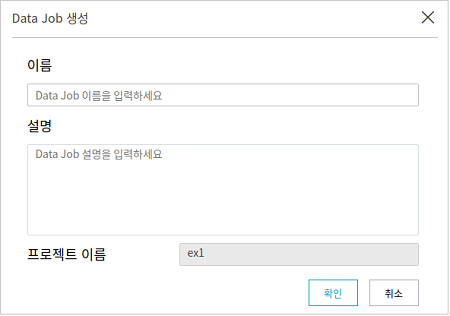 Data Job 생성
이름
Data Job 이름을 입력하세요
설명
Data Job 설명을 입력하세요
프로젝트 이름
ex1
확인
취소